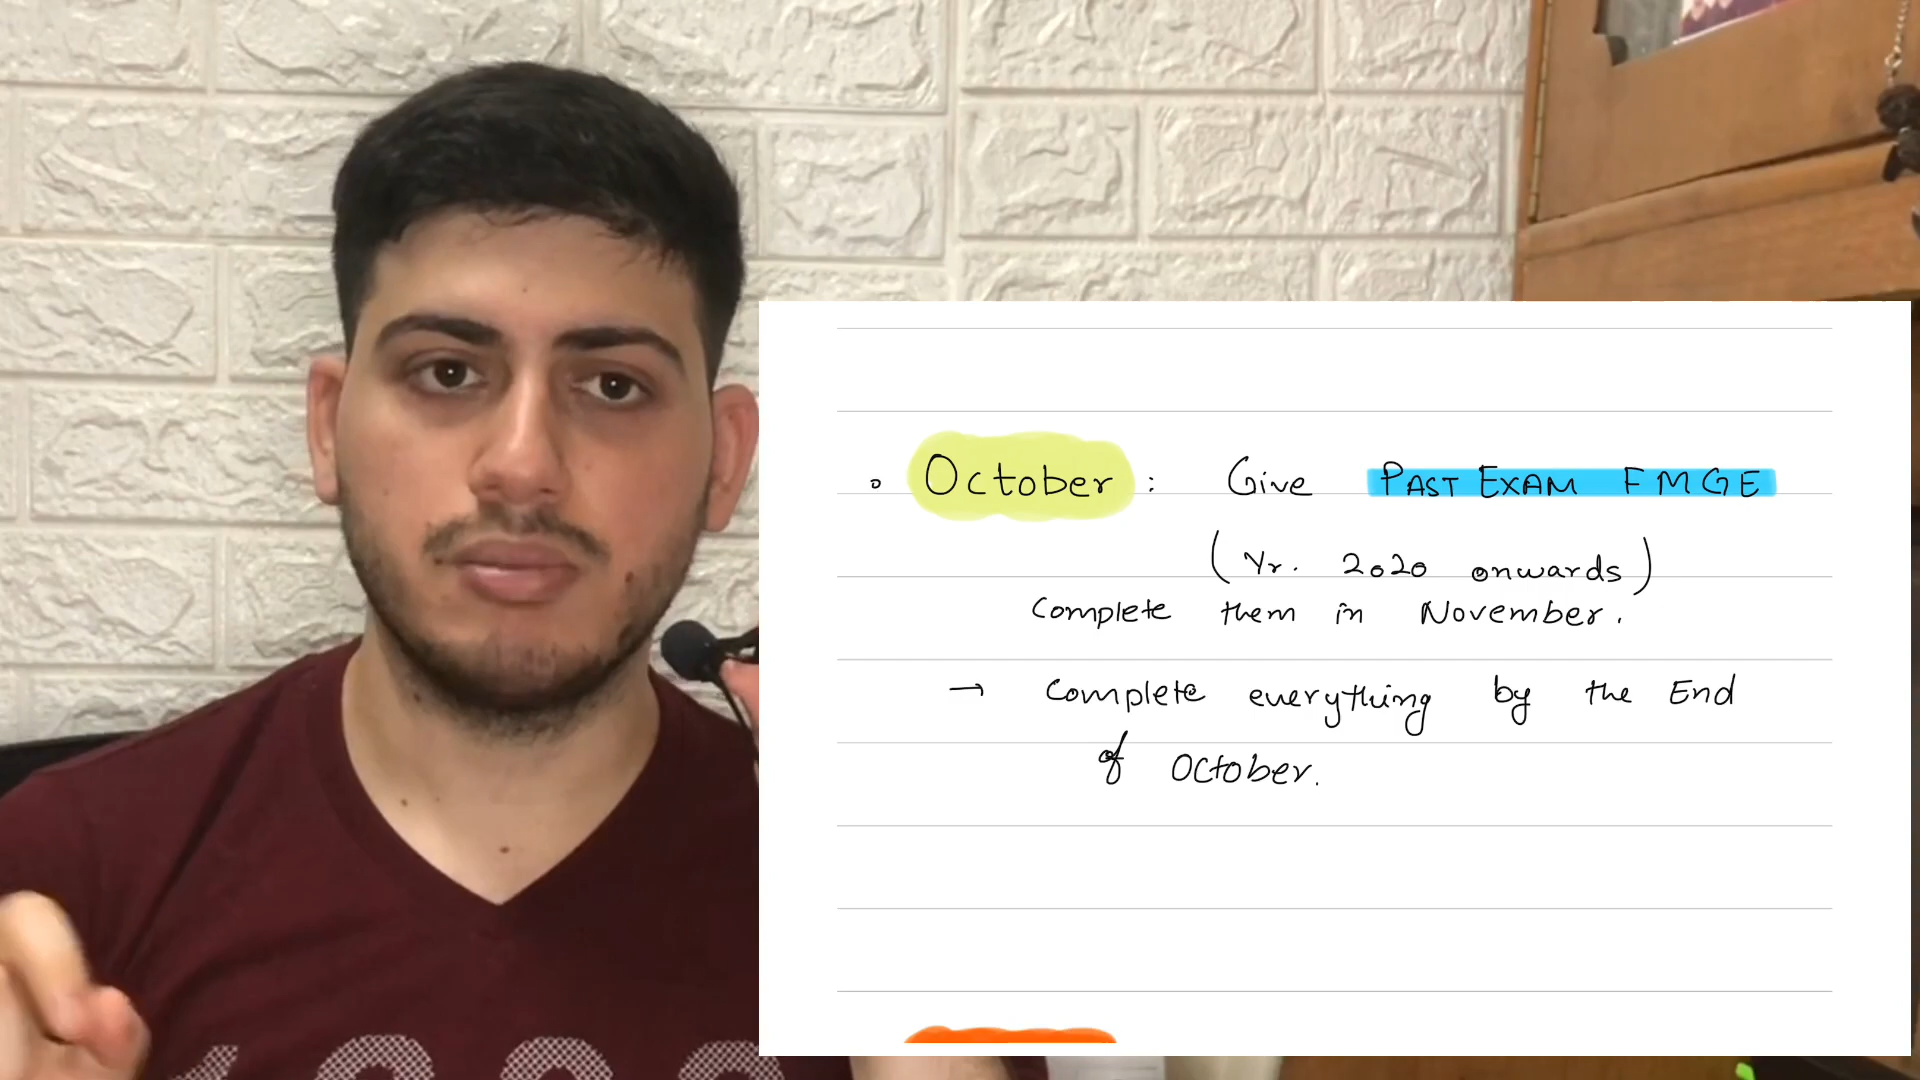 October : Give PAST EXAM FMGE
(Yr. 2020 onwards)
Complete them in November.
→ Complete everything by the End
of October.